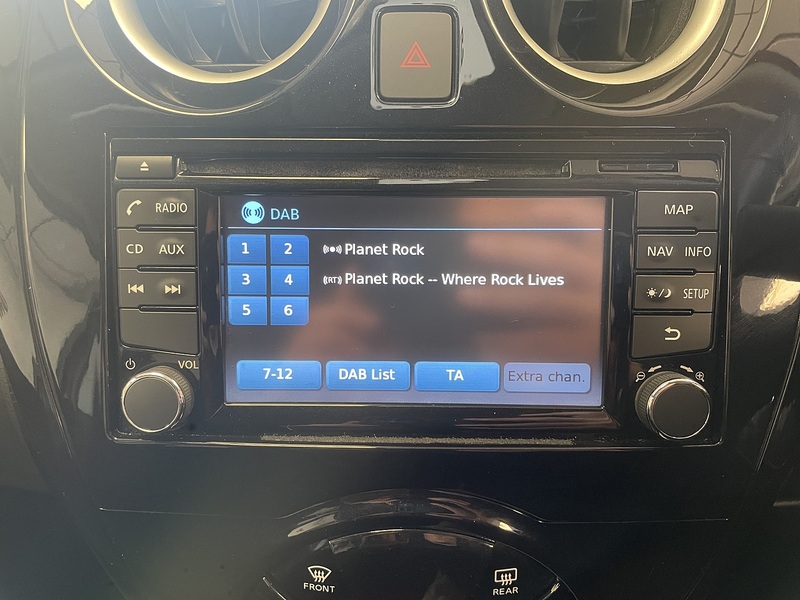 RADIO
CD AUX
VOL
DAB
1 2
3 4
5 6
Planet Rock
(RT) Planet Rock -- Where Rock Lives
7-12 DAB List TA Extra chan.
MAP
NAV INFO
SETUP
FRONT
REAR